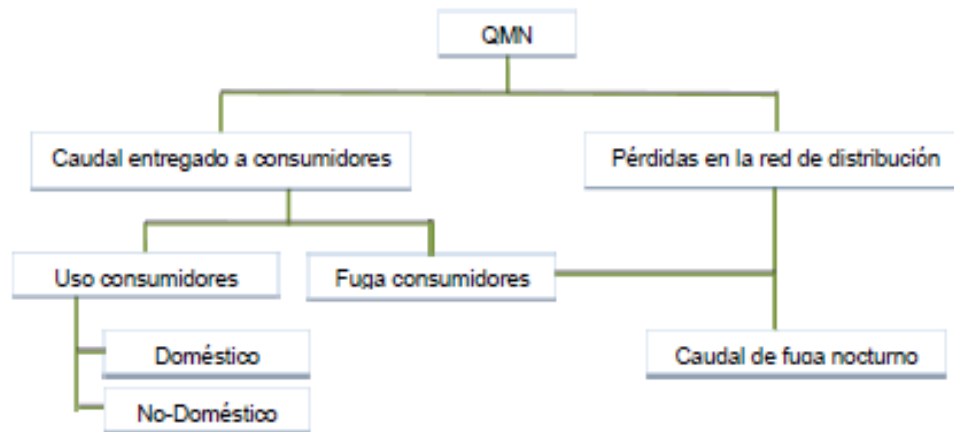 QMN
Caudal entregado a consumidores
Pérdidas en la red de distribución
Uso consumidores
Fuga consumidores
Doméstico
Caudal de fuga nocturno
No-Doméstico